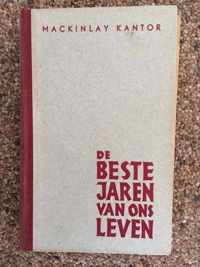 MACKINLAY KANTOR
DE
BESTE
JAREN
VAN ONS
LEVEN